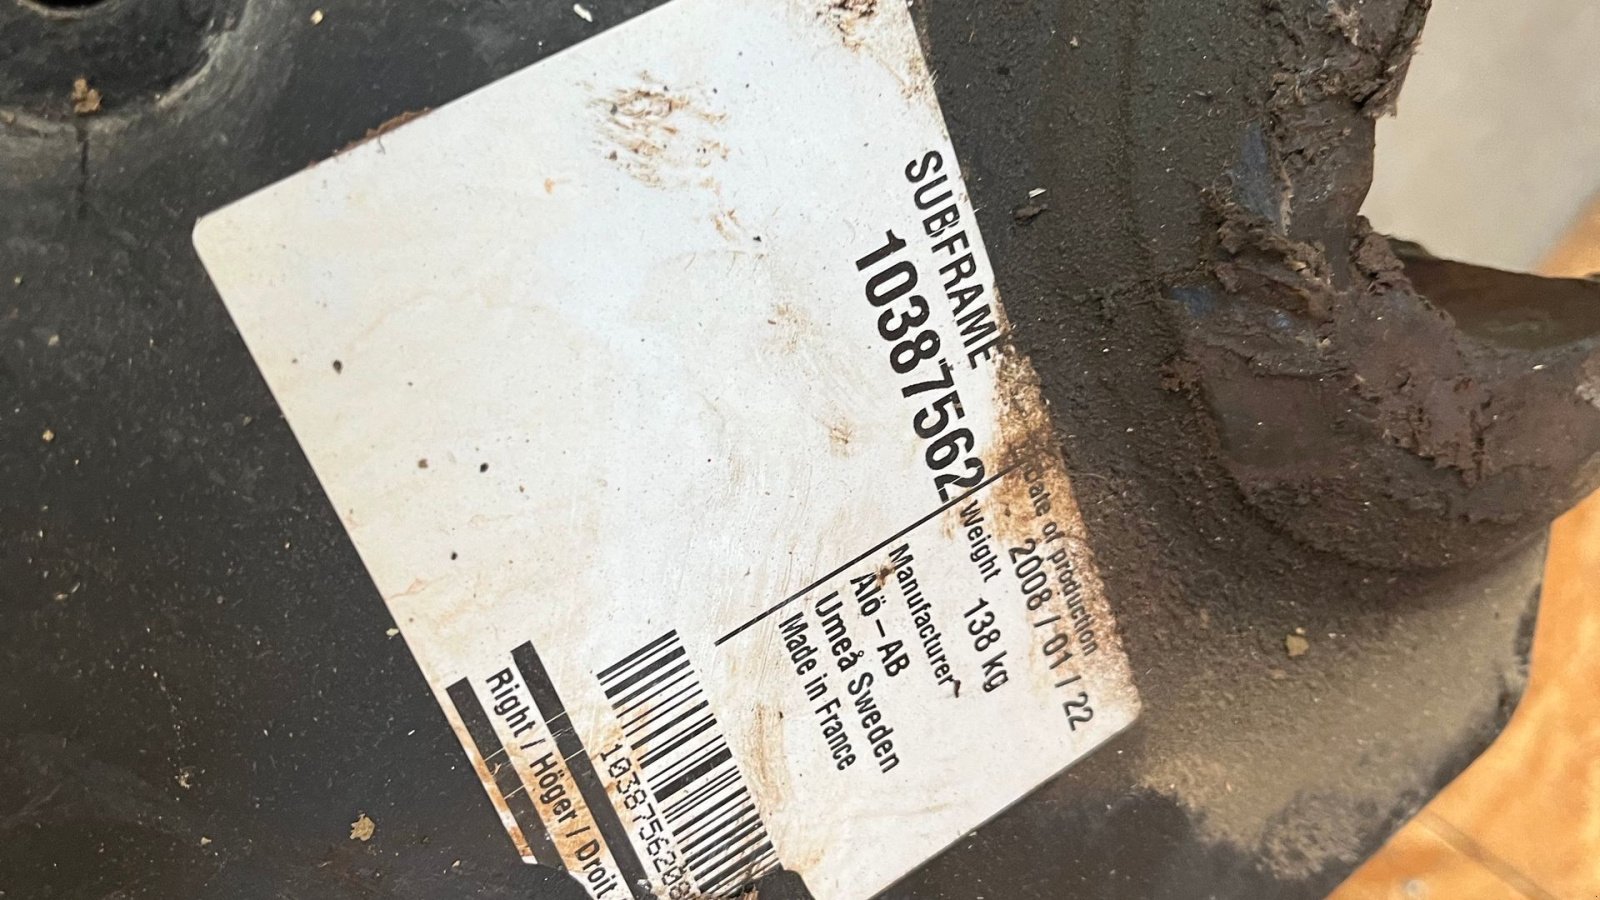 SUBFRAME
10387562
Date of production
2008 / 01 / 22
Weight 138 kg
Manufacturer
Ålö – AB
Umeå Sweden
Made in France
Right / Höger / Droit